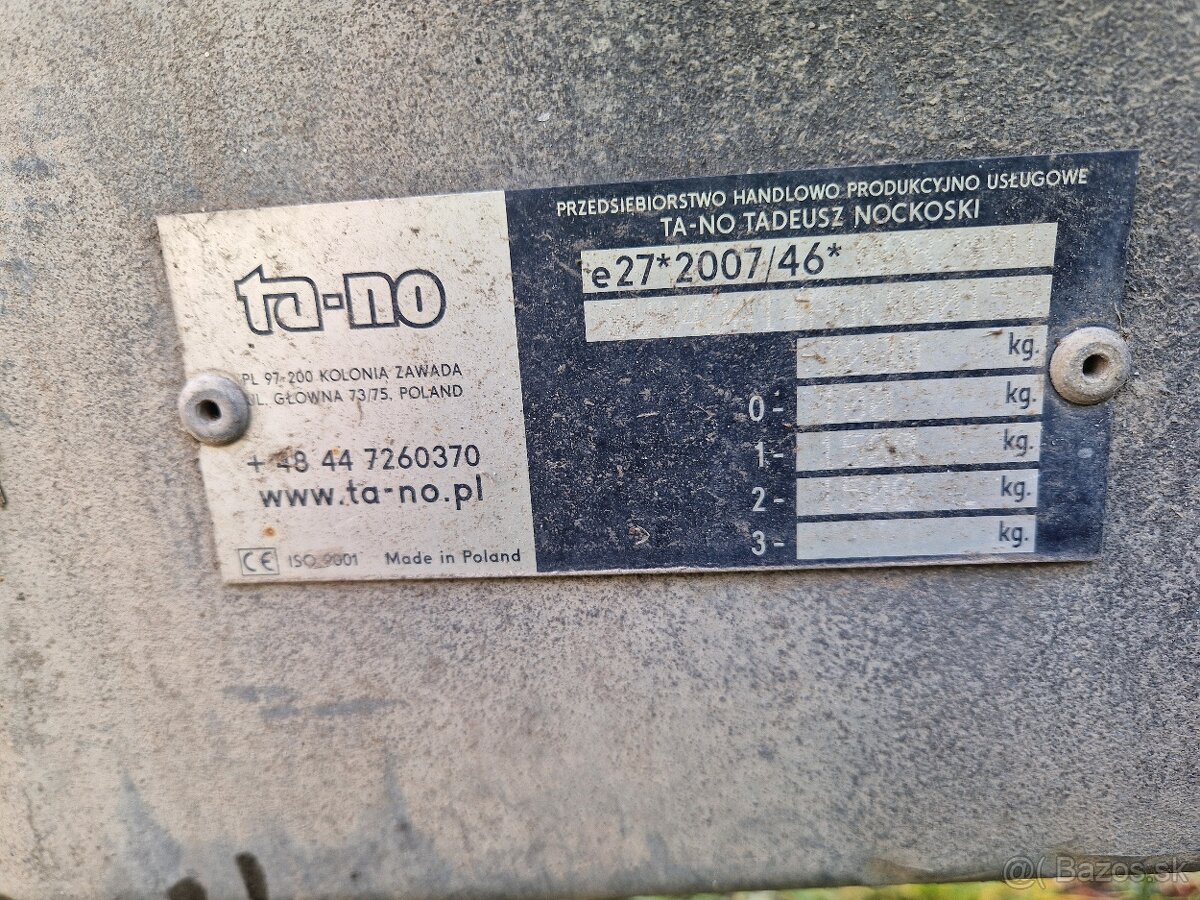 ta-no
PL 97-200 KOLONIA ZAWADA
UL. GŁOWNA 73/75, POLAND
+ 48 44 7260370
www.ta-no.pl
CE ISO 9001 Made in Poland
PRZEDSIEBIORSTWO HANDLOWO PRODUKCYJNO USŁUGOWE
TA-NO TADEUSZ NOCKOSKI
e27*2007/46*
kg.
0- kg.
1- kg.
2- kg.
3- kg.
@( Bazos.sk